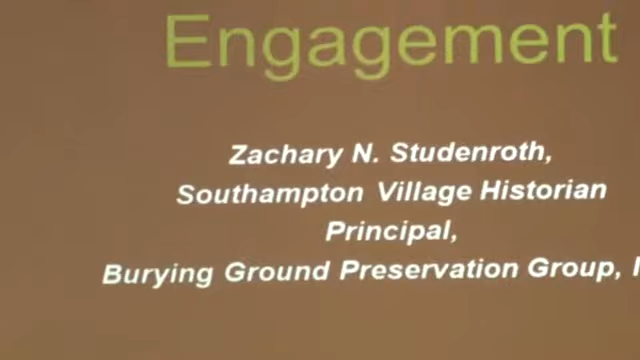 Engagement
Zachary N. Studenroth,
Southampton Village Historian
Principal,
Burying Ground Preservation Group,